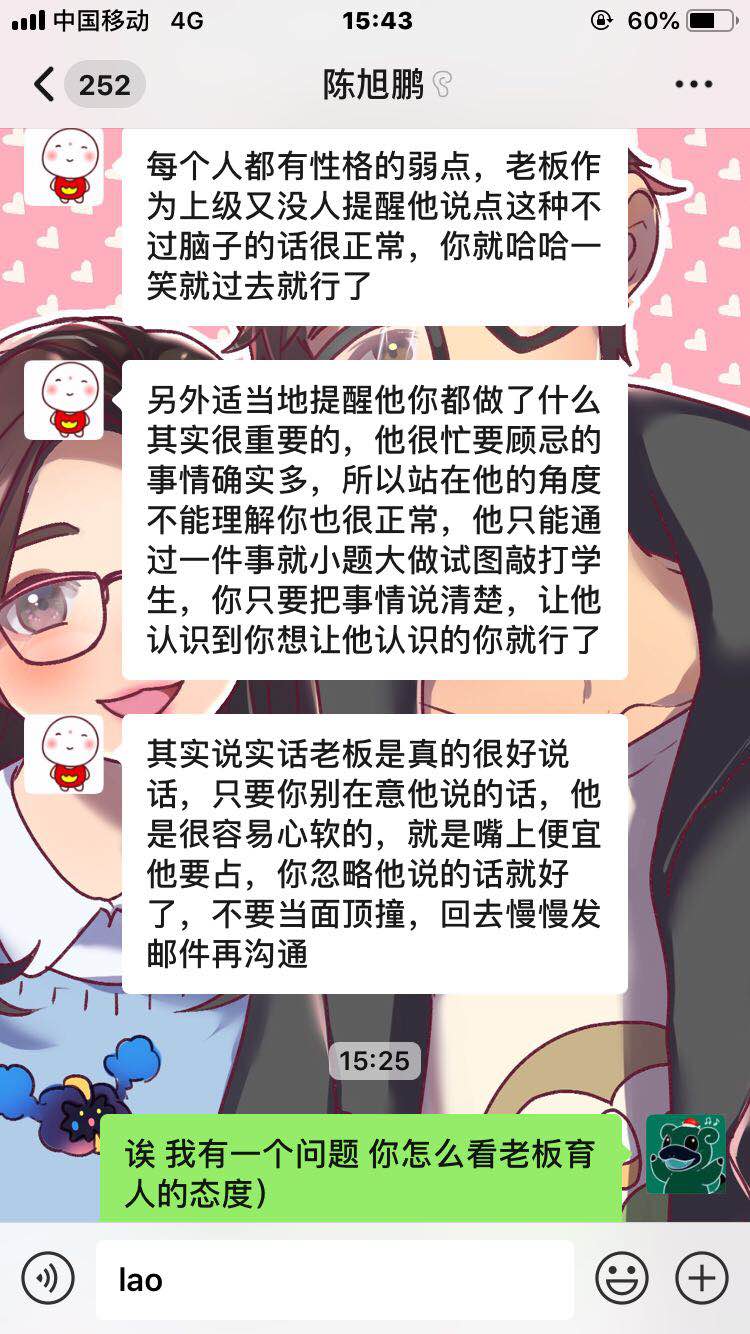 中国移动 4G 15:43 60%
252 陈旭鹏
每个人都有性格的弱点，老板作
为上级又没人提醒他说点这种不
过脑子的话很正常，你就哈哈一
笑就过去就行了
另外适当地提醒他你都做了什么
其实很重要的，他很忙要顾忌的
事情确实多，所以站在他的角度
不能理解你也很正常，他只能通
过一件事就小题大做试图敲打学
生，你只要把事情说清楚，让他
认识到你想让他认识的你就行了
其实说实话老板是真的很好说
话，只要你别在意他说的话，他
是很容易心软的，就是嘴上便宜
他要占，你忽略他说的话就好
了，不要当面顶撞，回去慢慢发
邮件再沟通
15:25
诶 我有一个问题 你怎么看老板育
人的态度）
lao